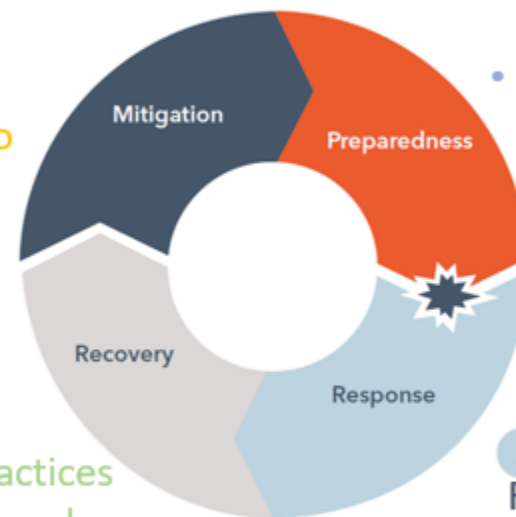 Mitigation
Preparedness
Recovery
Response
actices